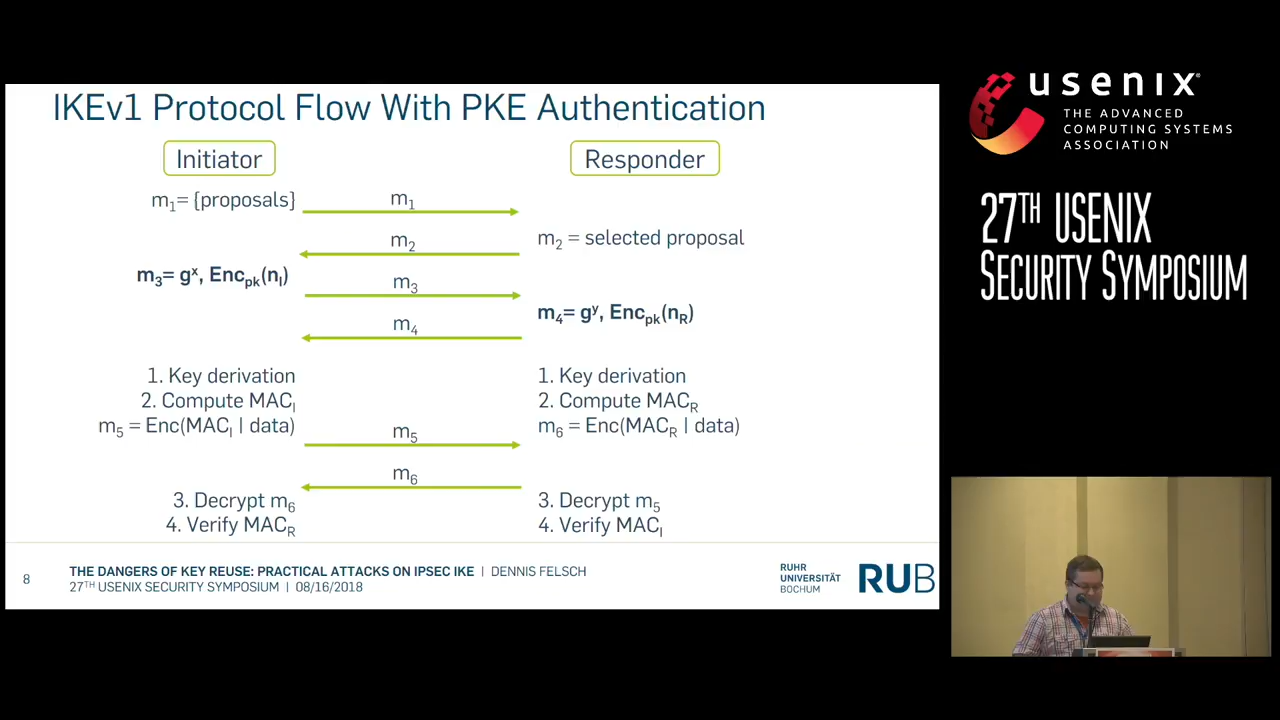 IKEv1 Protocol Flow With PKE Authentication
Initiator
Responder
m1= {proposals}
m1
m2
m2 = selected proposal
m3= gx, Encpk(nI)
m3
m4
m4= gy, Encpk(nR)
1. Key derivation
2. Compute MACI
m5 = Enc(MACI | data)
1. Key derivation
2. Compute MACR
m6 = Enc(MACR | data)
m5
m6
3. Decrypt m6
4. Verify MACR
3. Decrypt m5
4. Verify MACI
8
THE DANGERS OF KEY REUSE: PRACTICAL ATTACKS ON IPSEC IKE | DENNIS FELSCH
27TH USENIX SECURITY SYMPOSIUM | 08/16/2018
RUHR
UNIVERSITÄT
BOCHUM
RUB
usenix®
THE ADVANCED
COMPUTING SYSTEMS
ASSOCIATION
27TH USENIX
SECURITY SYMPOSIUM